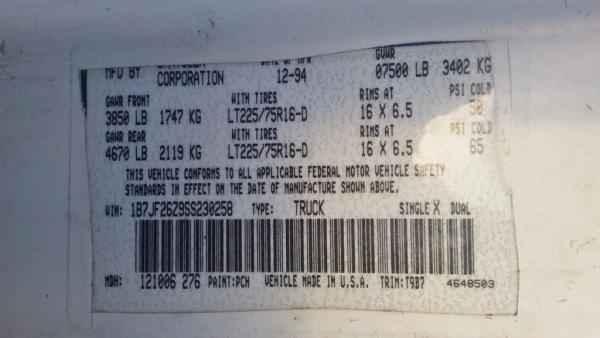 MFD BY CORPORATION 12-94 GVWR 07500 LB 3402 KG
GAWR FRONT WITH TIRES RIMS AT PSI COLD
3850 LB 1747 KG LT225/75R16-D 16 X 6.5 50
GAWR REAR WITH TIRES RIMS AT PSI COLD
4670 LB 2119 KG LT225/75R16-D 16 X 6.5 65
THIS VEHICLE CONFORMS TO ALL APPLICABLE FEDERAL MOTOR VEHICLE SAFETY
STANDARDS IN EFFECT ON THE DATE OF MANUFACTURE SHOWN ABOVE.
VIN: 1B7JF26Z9SS230258 TYPE: TRUCK SINGLE X DUAL
MDH: 121006 276 PAINT:PCH VEHICLE MADE IN U.S.A. TRIM:T9B7 4648503